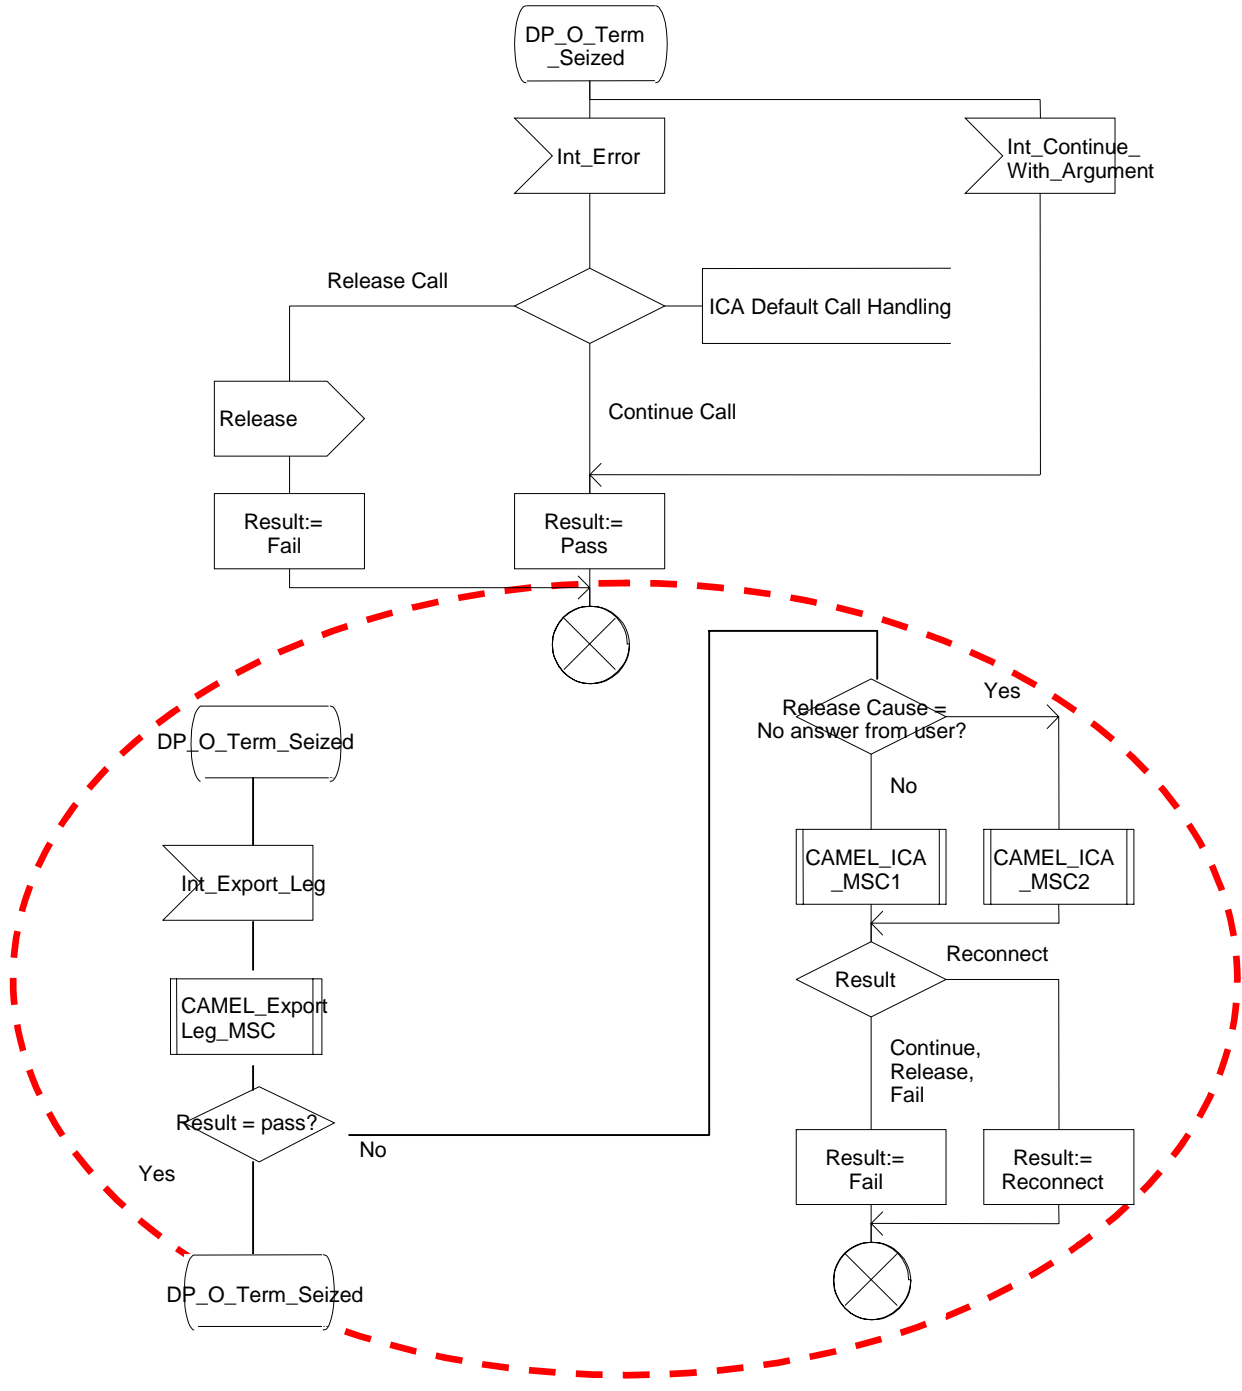 DP_O_Term
_Seized
Int_Error
Int_Continue_
With_Argument
Release Call
ICA Default Call Handling
Release
Continue Call
Result:=
Fail
Result:=
Pass
DP_O_Term_Seized
Int_Export_Leg
CAMEL_Export
Leg_MSC
Result = pass?
No
Yes
DP_O_Term_Seized
Release Cause =
No answer from user?
Yes
No
CAMEL_ICA
_MSC1
CAMEL_ICA
_MSC2
Result
Reconnect
Continue,
Release,
Fail
Result:=
Fail
Result:=
Reconnect